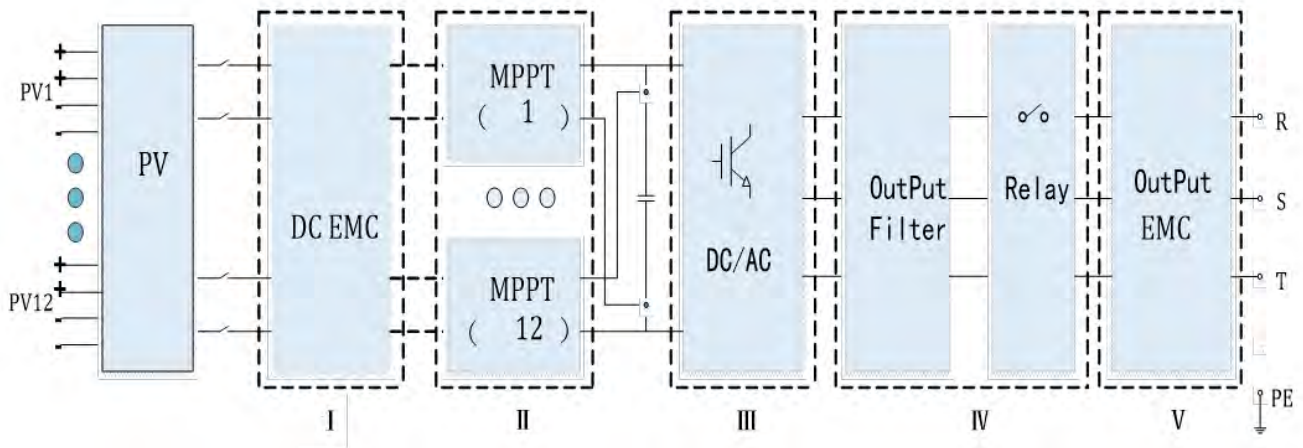 +
+
PV1
-
-
+
+
PV12
-
-
PV
DC EMC
MPPT
( 1 )
MPPT
( 12 )
DC/AC
OutPut
Filter
Relay
OutPut
EMC
R
S
T
PE
I
II
III
IV
V